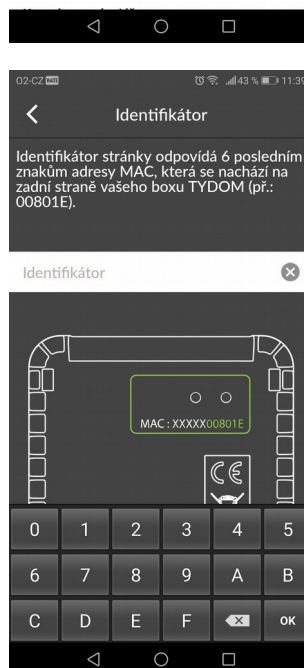 O2-CZ 43 % 11:39
Identifikátor
Identifikátor stránky odpovídá 6 posledním
znakům adresy MAC, která se nachází na
zadní straně vašeho boxu TYDOM (př.:
00801E).
Identifikátor
MAC : XXXXX00801E
CE
0 1 2 3 4 5
6 7 8 9 A B
C D E F OK